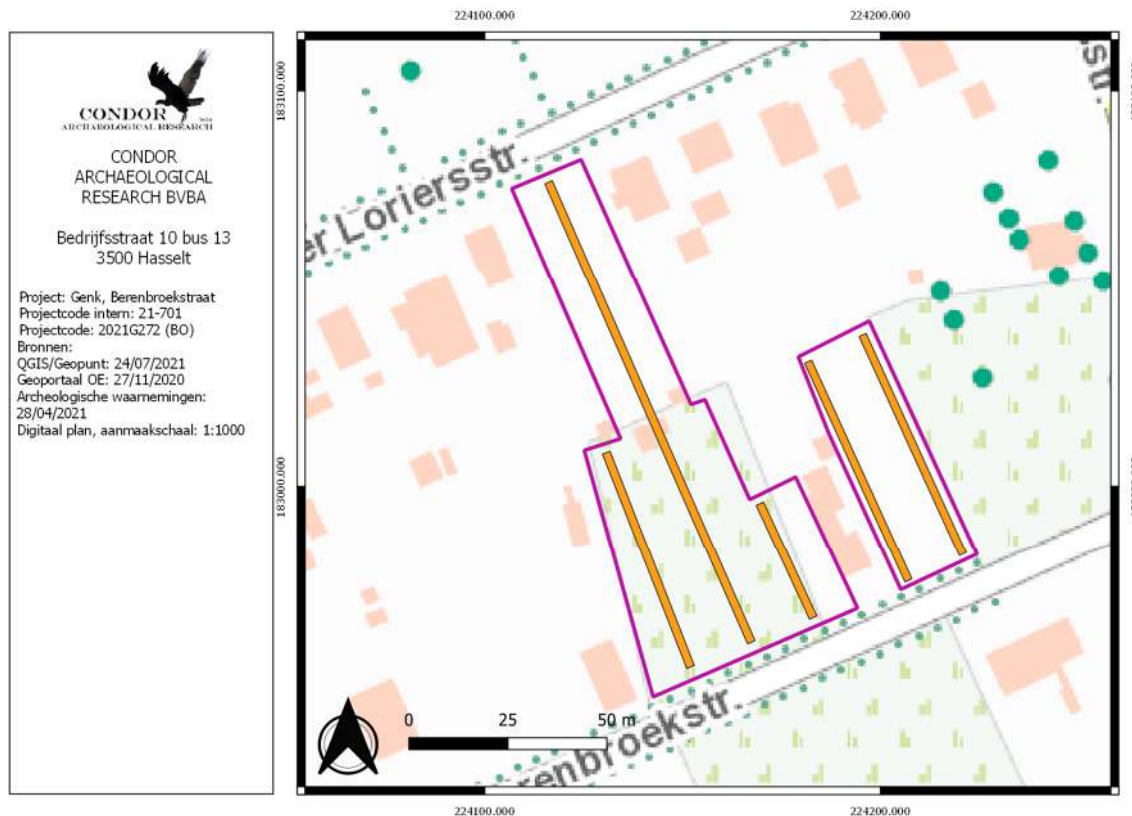 CONDOR
ARCHAEOLOGICAL RESEARCH
CONDOR
ARCHAEOLOGICAL
RESEARCH BVBA
Bedrijfsstraat 10 bus 13
3500 Hasselt
Project: Genk, Berenbroekstraat
Projectcode intern: 21-701
Projectcode: 2021G272 (BO)
Bronnen:
QGIS/Geopunt: 24/07/2021
Geoportaal OE: 27/11/2020
Archeologische waarnemingen:
28/04/2021
Digitaal plan, aanmaakschaal: 1:1000
224100.000
224200.000
183100.000
183000.000
er Loriersstr.
str.
0 25 50 m
renbroekstr.
224100.000
224200.000